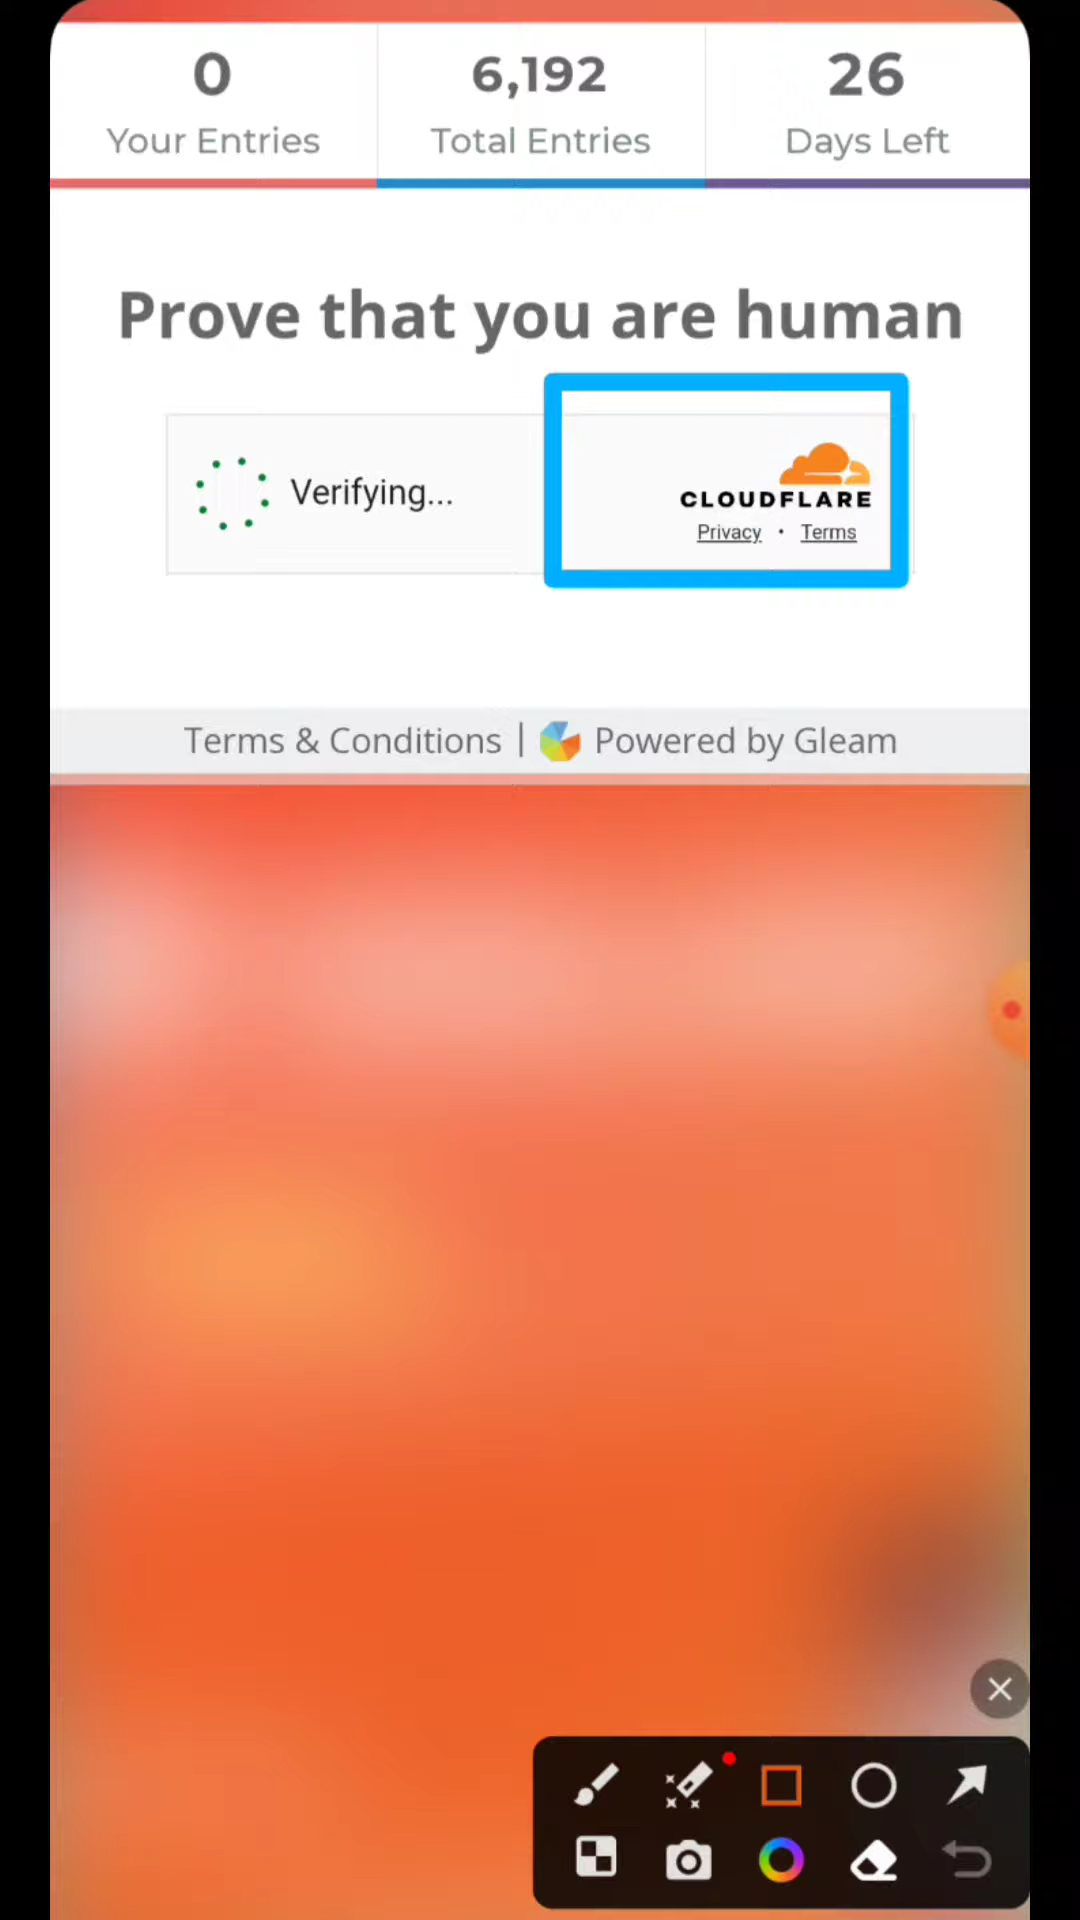 0 6,192 26
Your Entries Total Entries Days Left
Prove that you are human
Verifying...
CLOUDFLARE
Privacy • Terms
Terms & Conditions | Powered by Gleam